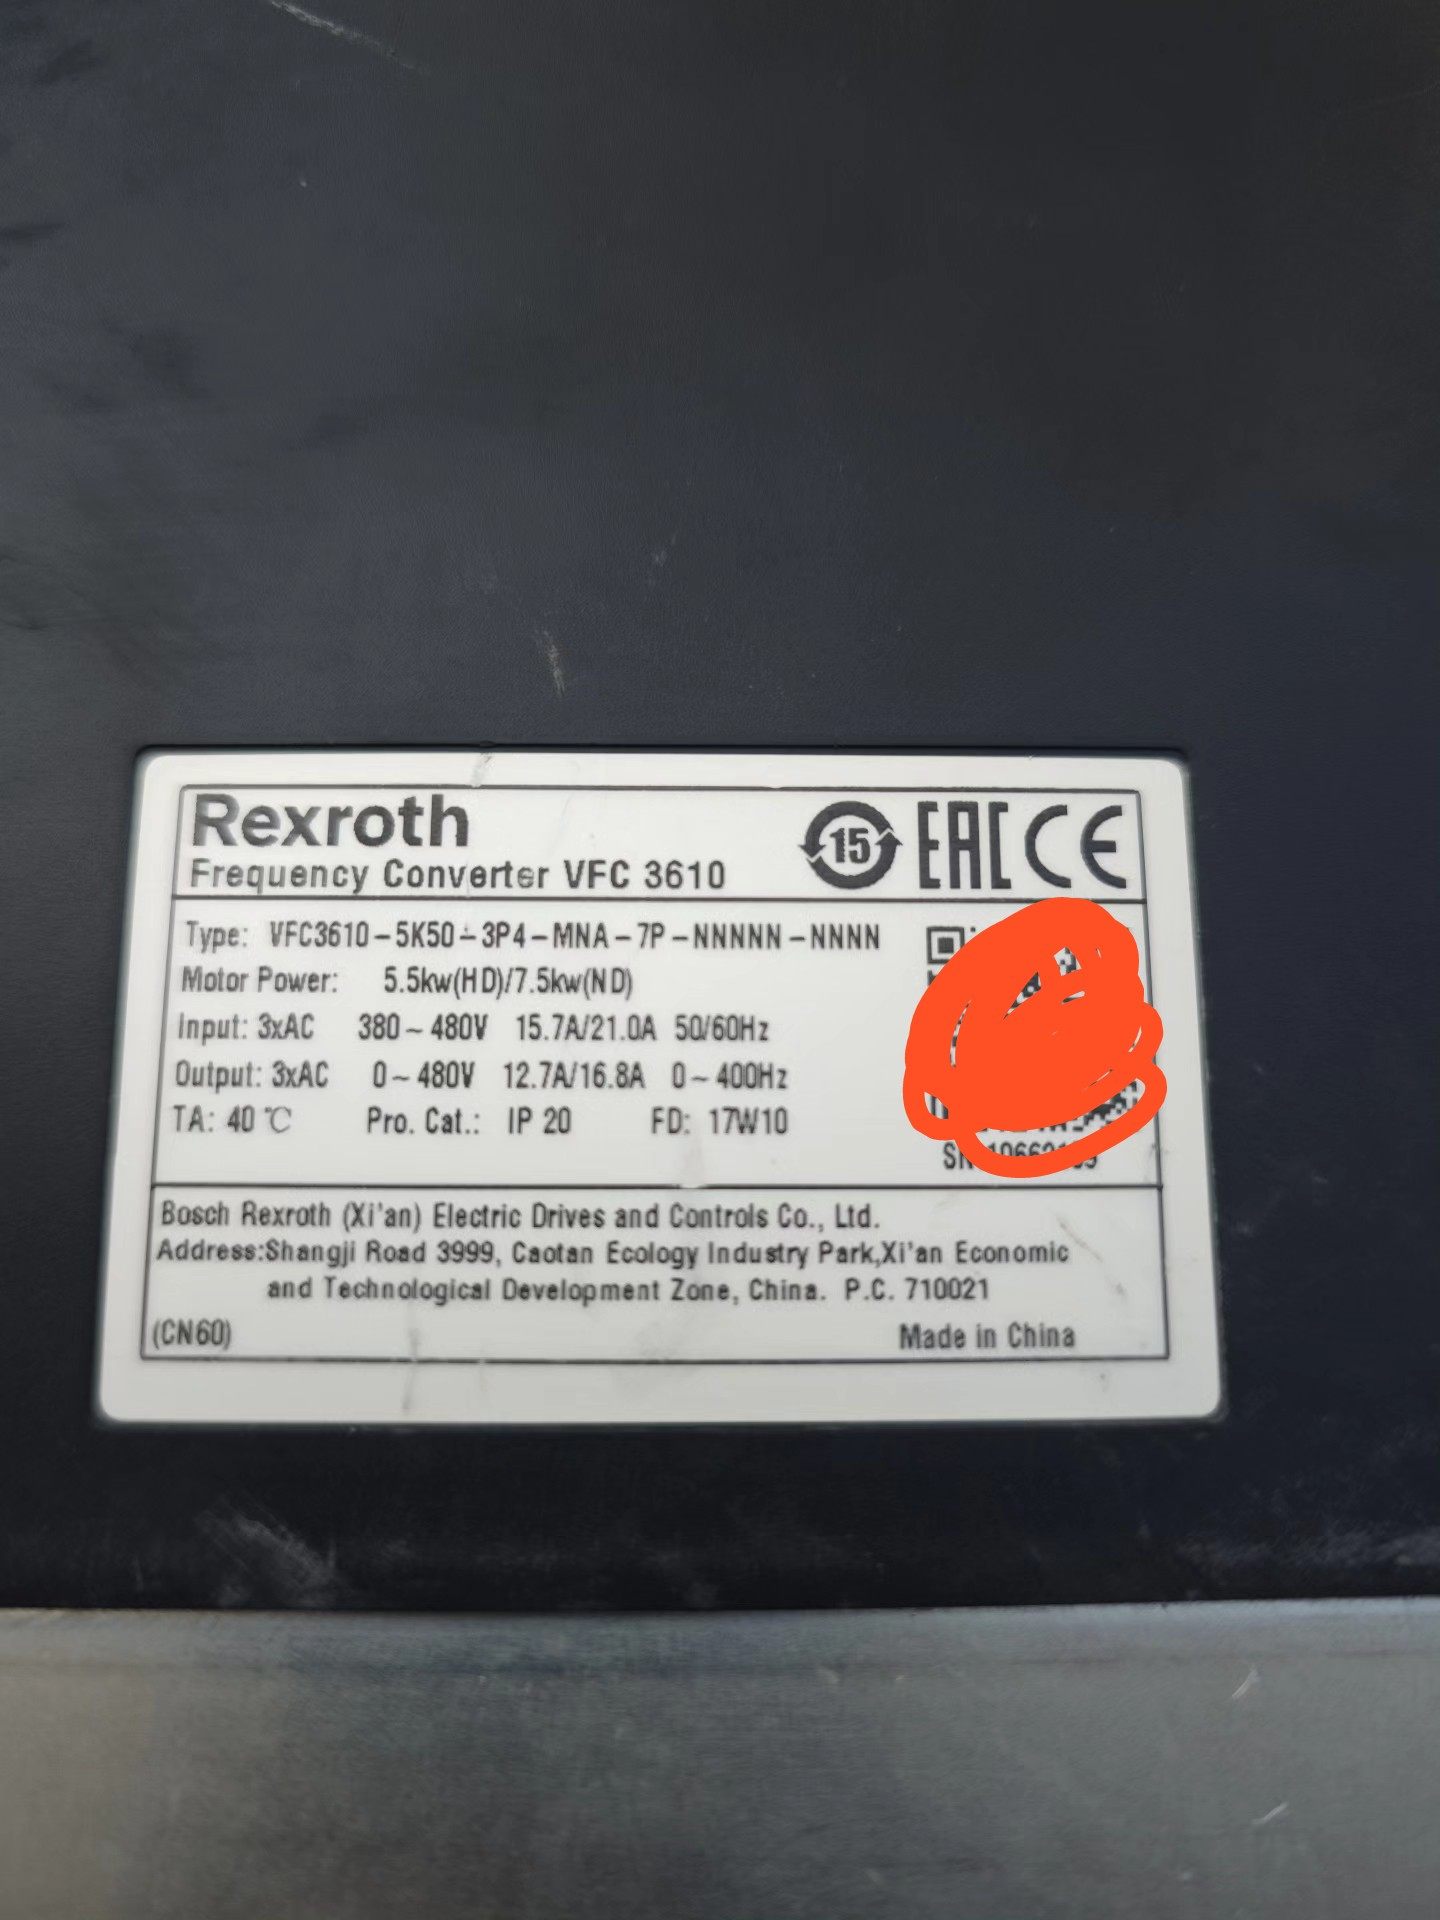 Rexroth
Frequency Converter VFC 3610
15 EAC CE
Type: VFC3610-5K50-3P4-MNA-7P-NNNNN-NNNN
Motor Power: 5.5kw(HD)/7.5kw(ND)
Input: 3xAC 380~480V 15.7A/21.0A 50/60Hz
Output: 3xAC 0~480V 12.7A/16.8A 0~400Hz
TA: 40℃ Pro. Cat.: IP 20 FD: 17W10
Bosch Rexroth (Xi'an) Electric Drives and Controls Co., Ltd.
Address:Shangji Road 3999, Caotan Ecology Industry Park,Xi'an Economic
and Technological Development Zone, China. P.C. 710021
(CN60) Made in China